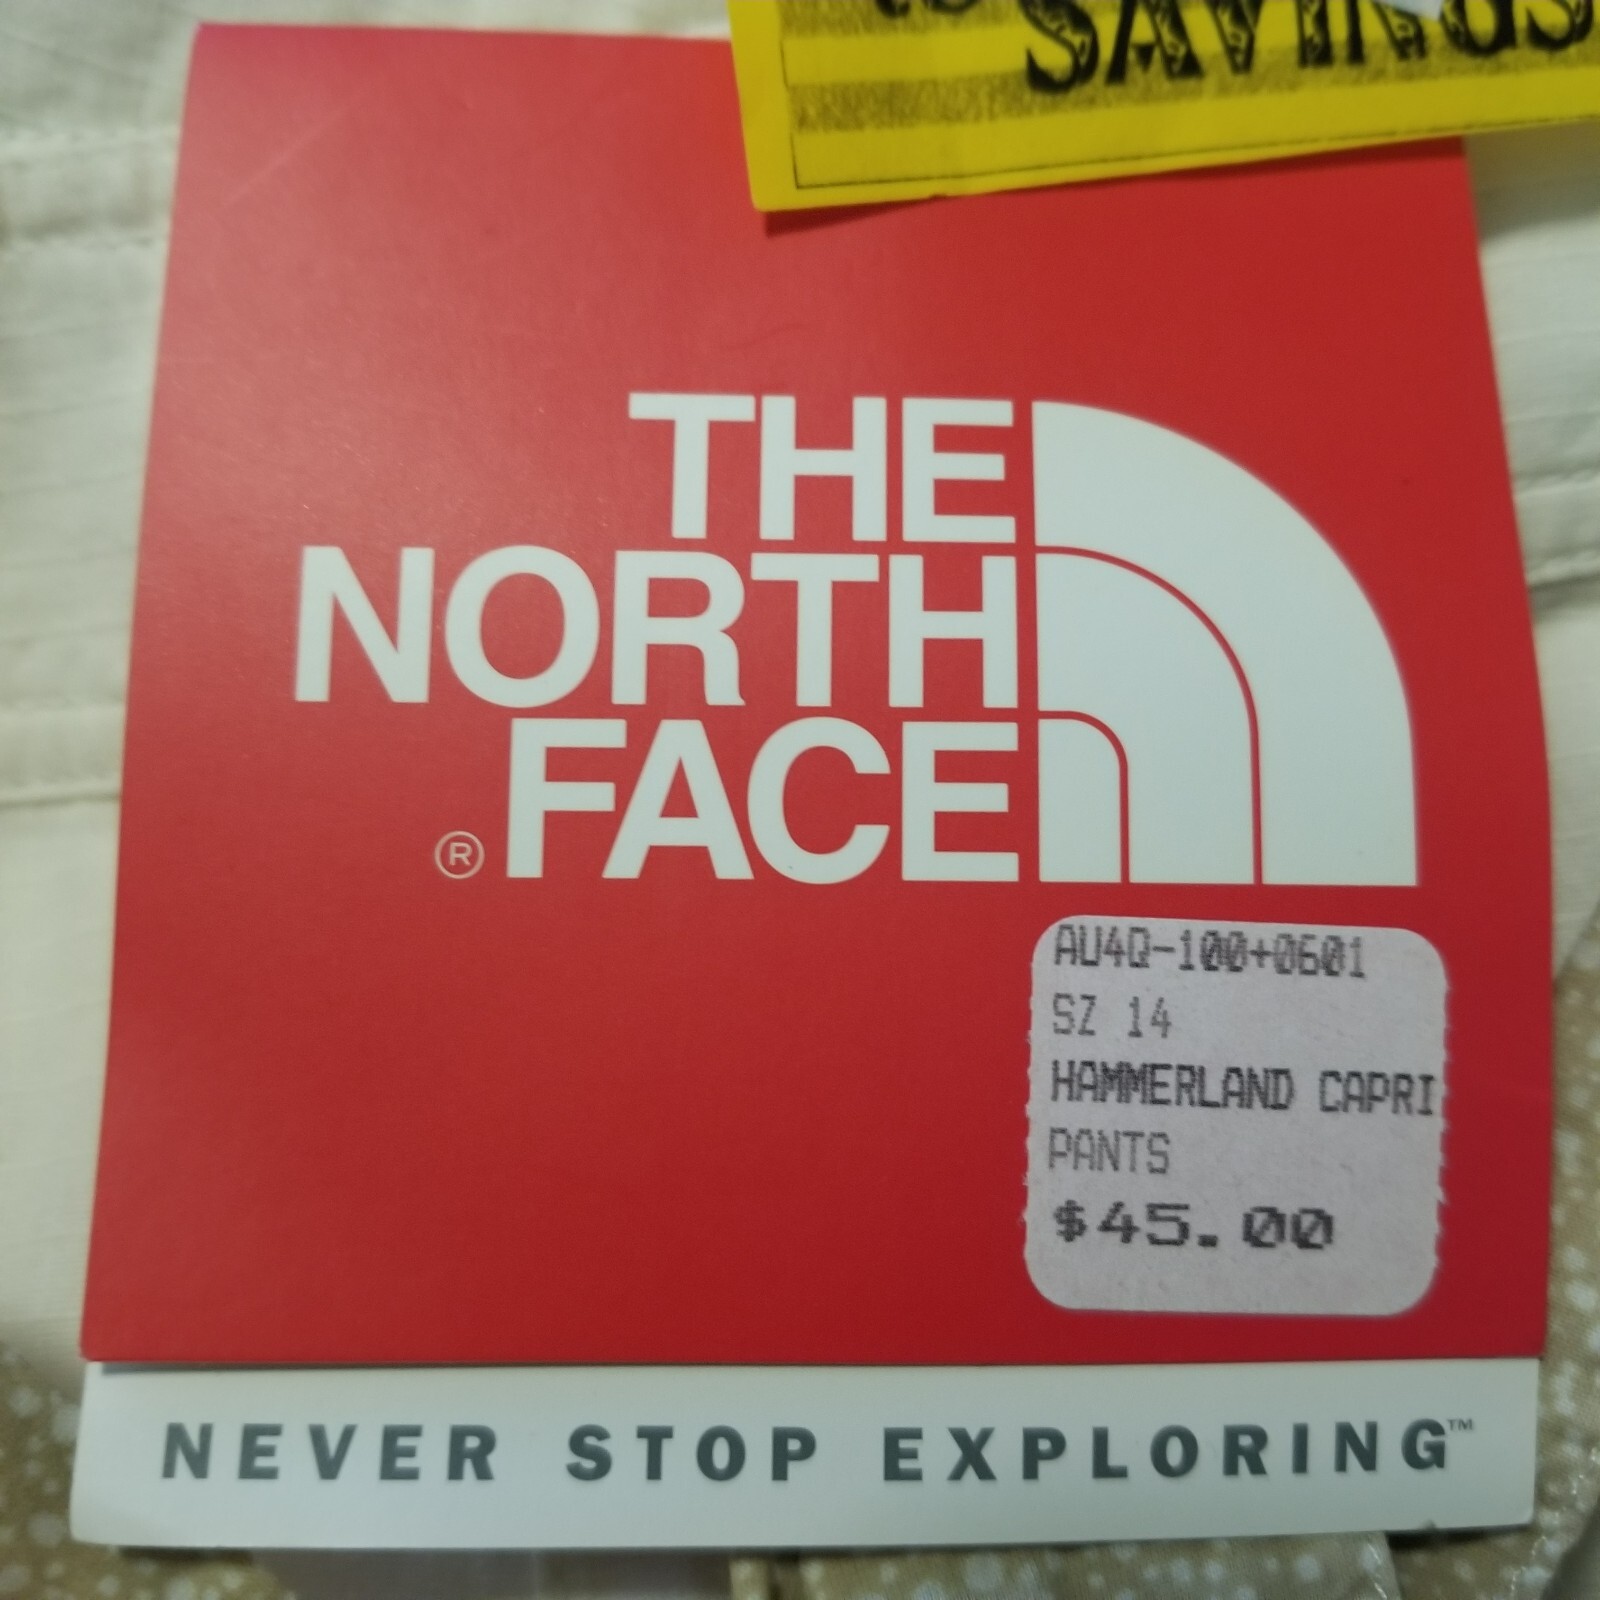 SAVINGS
THE
NORTH
FACE
®
AU4Q-100+0601
SZ 14
HAMMERLAND CAPRI
PANTS
$45.00
NEVER STOP EXPLORING™